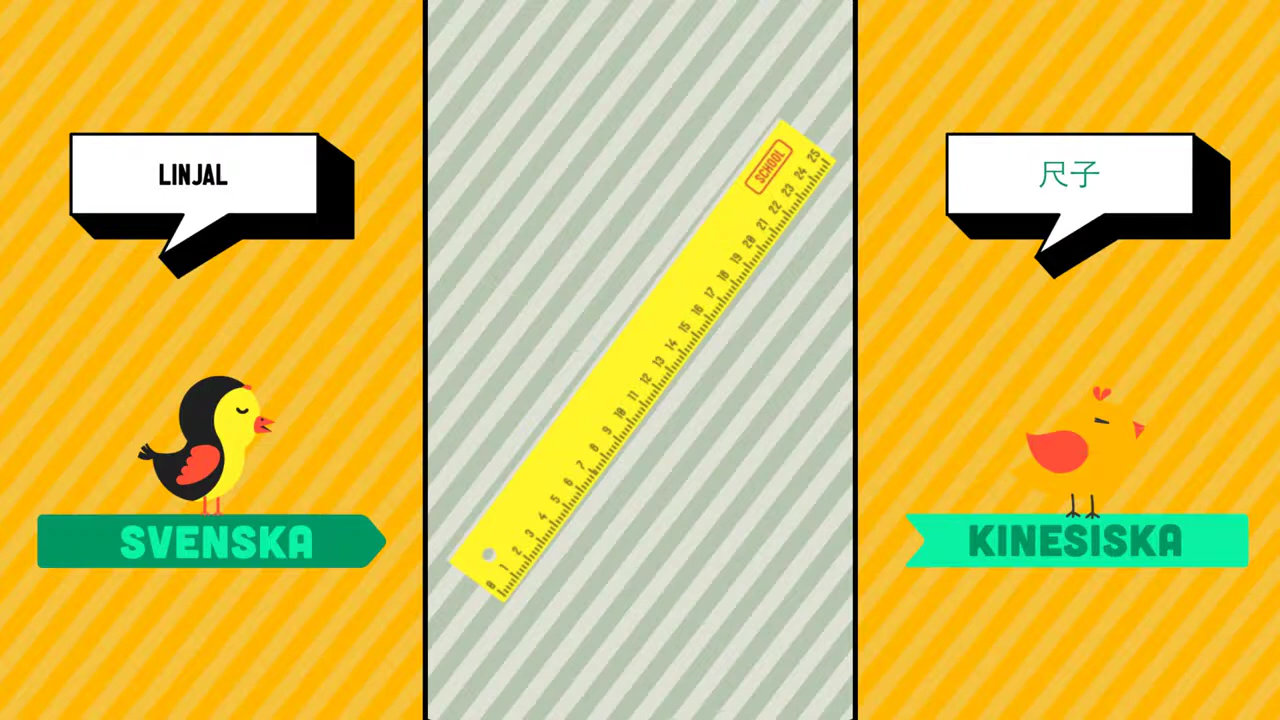 LINJAL
SVENSKA
SCHOOL
0 1 2 3 4 5 6 7 8 9 10 11 12 13 14 15 16 17 18 19 20 21 22 23 24 25
尺子
KINESISKA